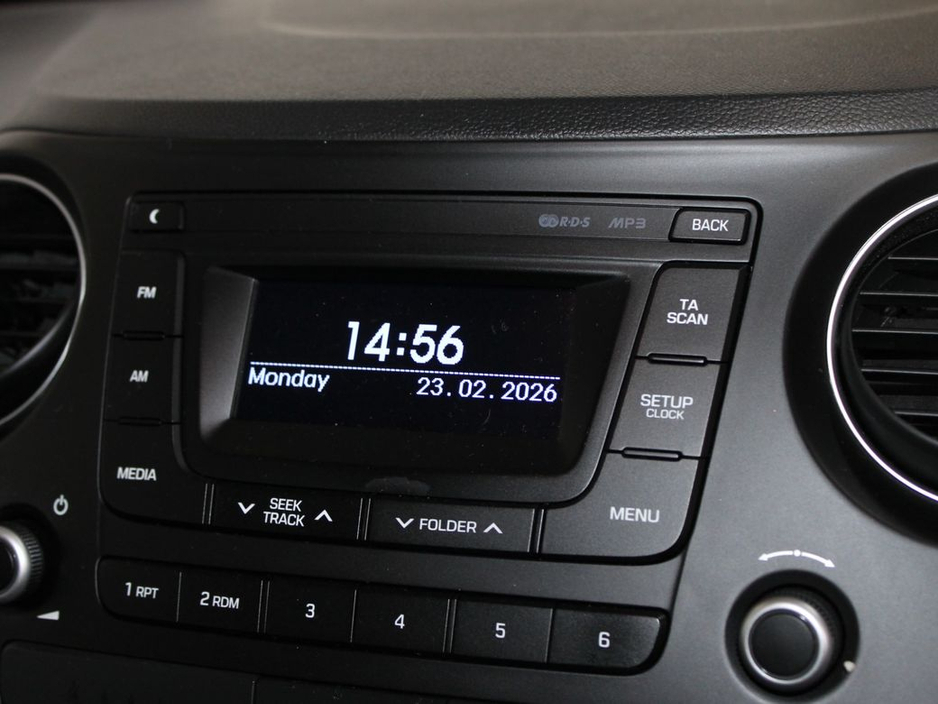 R·D·S MP3 BACK
FM
14:56
TA
SCAN
AM
Monday 23.02.2026
SETUP
CLOCK
MEDIA
SEEK
TRACK
FOLDER
MENU
1 RPT 2 RDM 3 4 5 6